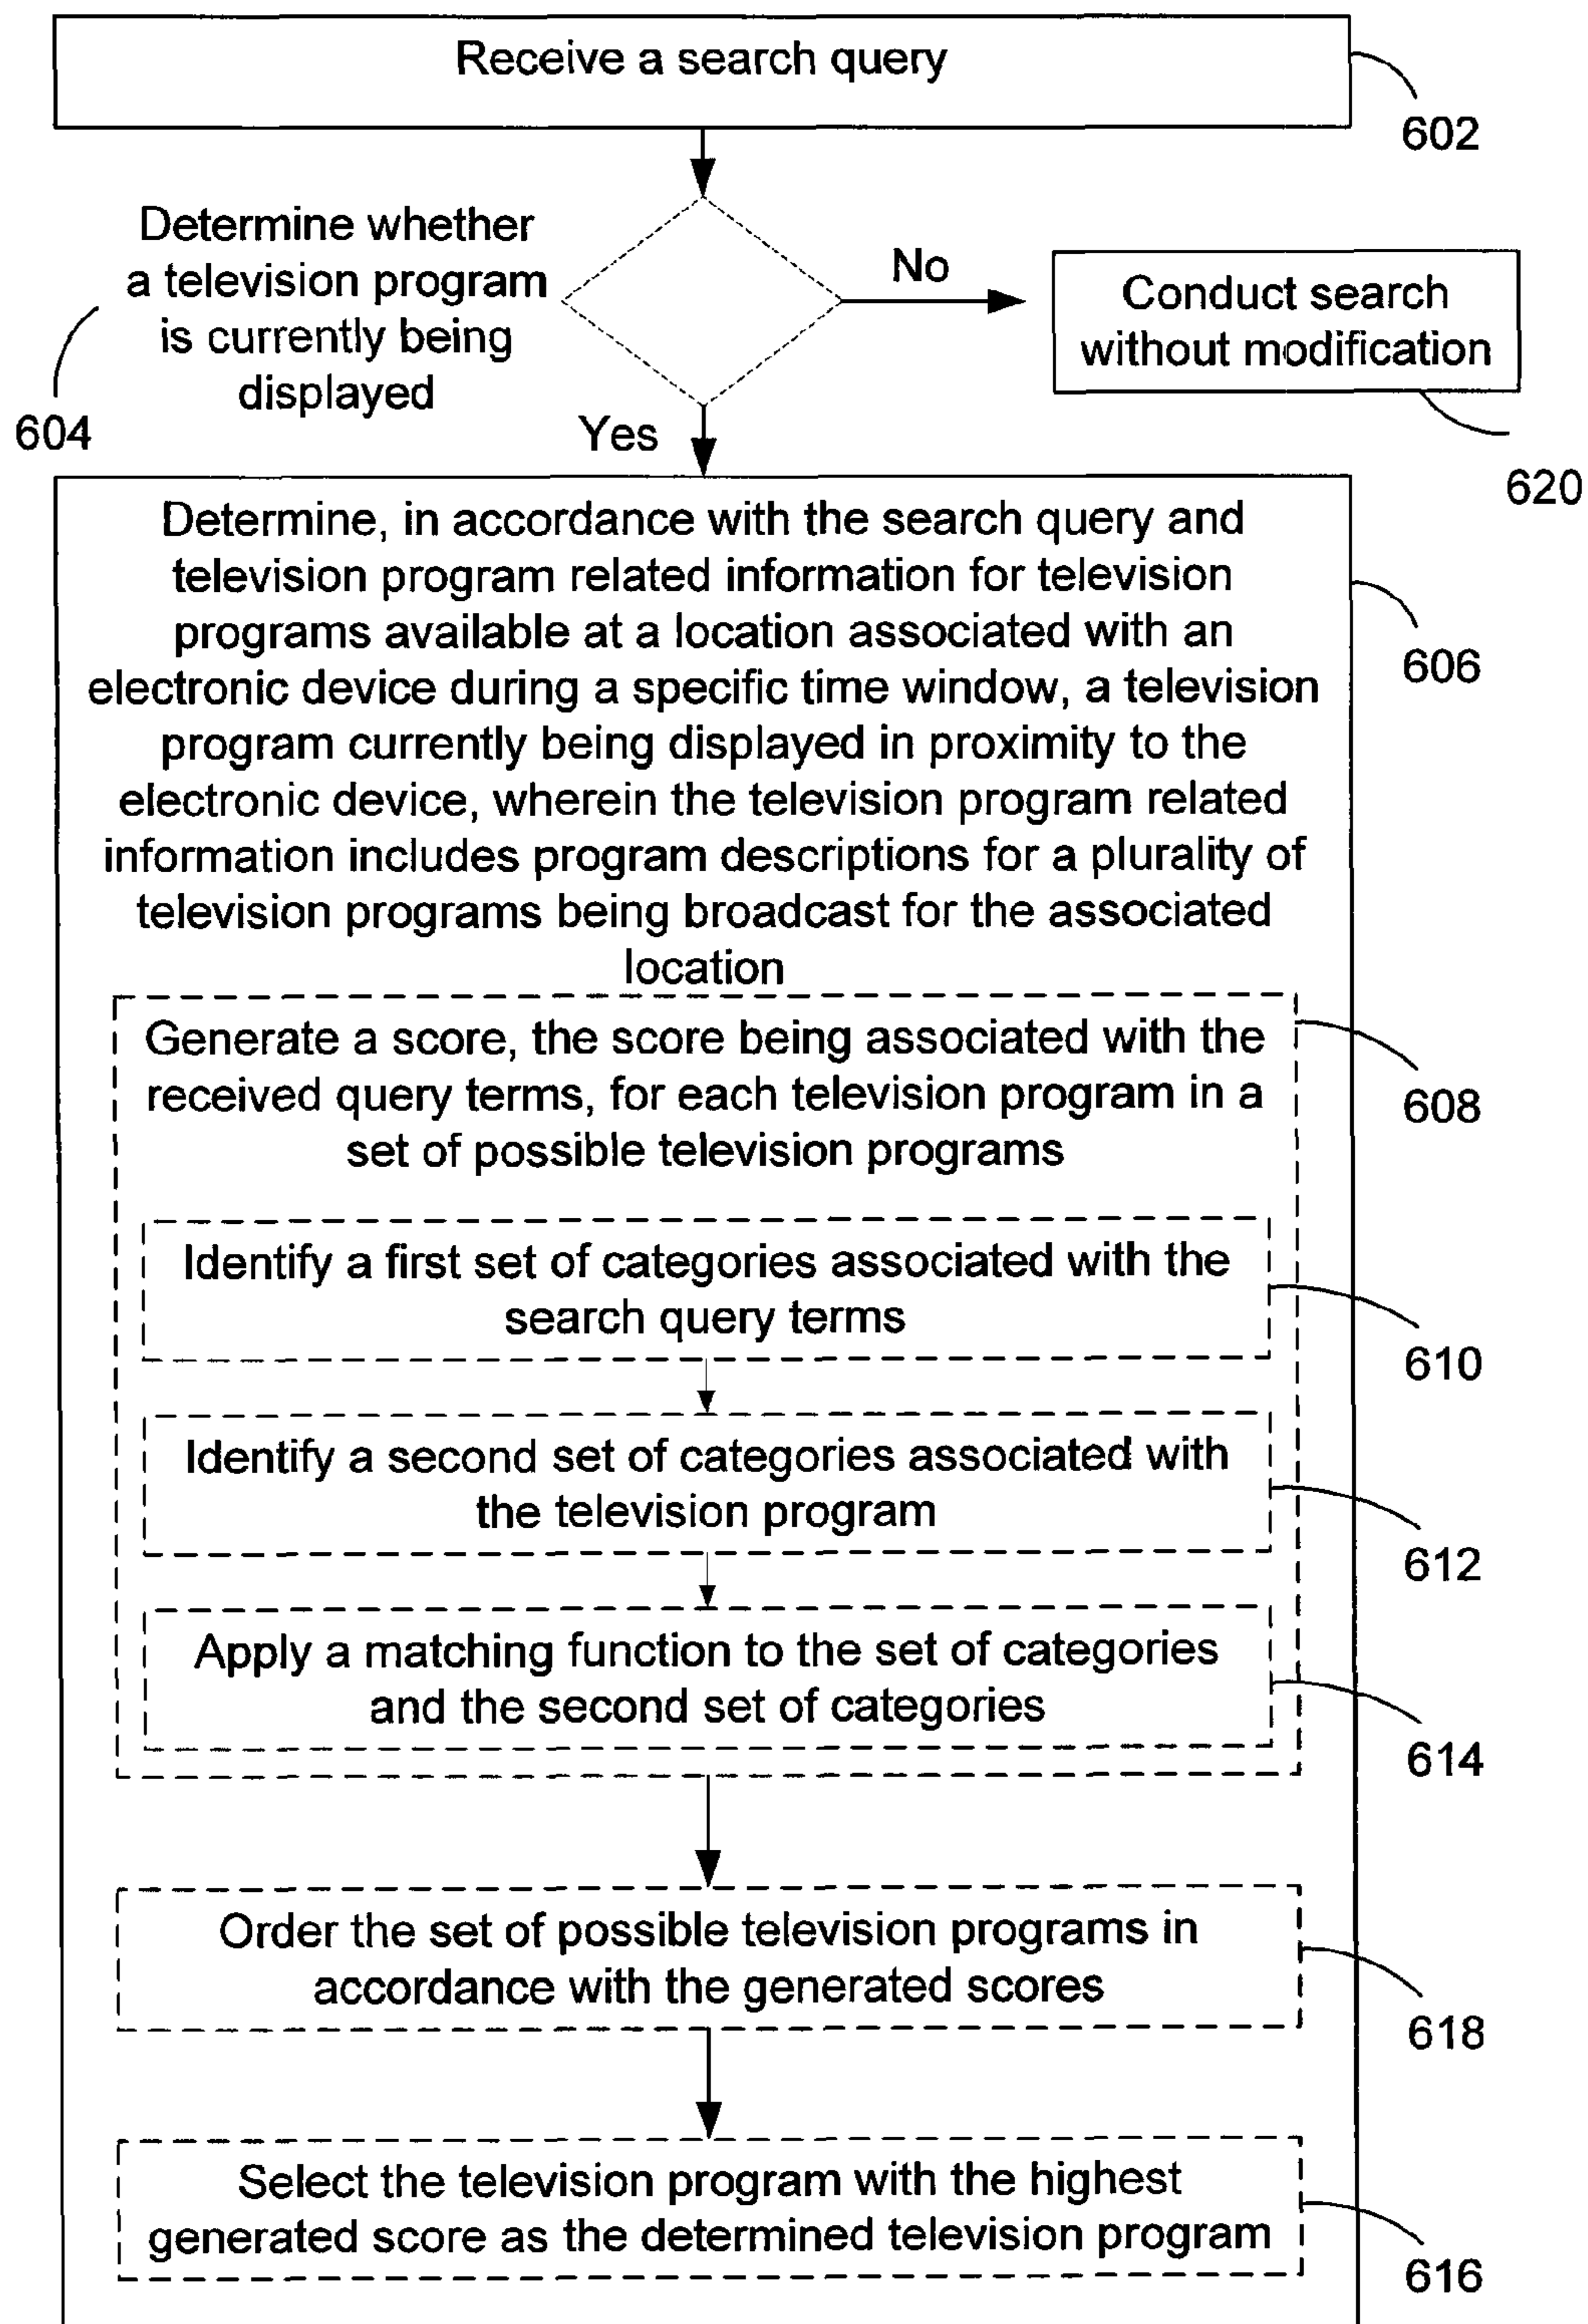 Receive a search query
602
Determine whether
a television program
is currently being
displayed
604
No
Conduct search
without modification
620
Yes
Determine, in accordance with the search query and
television program related information for television
programs available at a location associated with an
electronic device during a specific time window, a television
program currently being displayed in proximity to the
electronic device, wherein the television program related
information includes program descriptions for a plurality of
television programs being broadcast for the associated
location
606
Generate a score, the score being associated with the
received query terms, for each television program in a
set of possible television programs
608
Identify a first set of categories associated with the
search query terms
610
Identify a second set of categories associated with
the television program
612
Apply a matching function to the set of categories
and the second set of categories
614
Order the set of possible television programs in
accordance with the generated scores
618
Select the television program with the highest
generated score as the determined television program
616